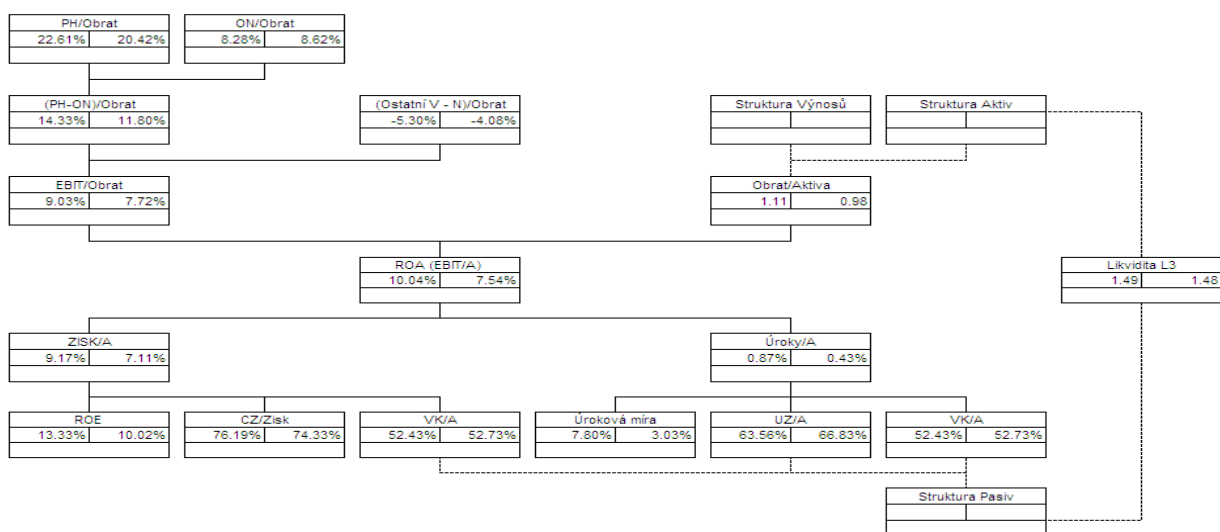 PH/Obrat ON/Obrat
22.61% 20.42% 8.28% 8.62%
(PH-ON)/Obrat (Ostatní V - N)/Obrat Struktura Výnosů Struktura Aktiv
14.33% 11.80% -5.30% -4.08%
EBIT/Obrat Obrat/Aktiva
9.03% 7.72% 1.11 0.98
ROA (EBIT/A) Likvidita L3
10.04% 7.54% 1.49 1.48
ZISK/A Úroky/A
9.17% 7.11% 0.87% 0.43%
ROE CZ/Zisk VK/A Úroková míra UZ/A VK/A
13.33% 10.02% 76.19% 74.33% 52.43% 52.73% 7.80% 3.03% 63.56% 66.83% 52.43% 52.73%
Struktura Pasiv